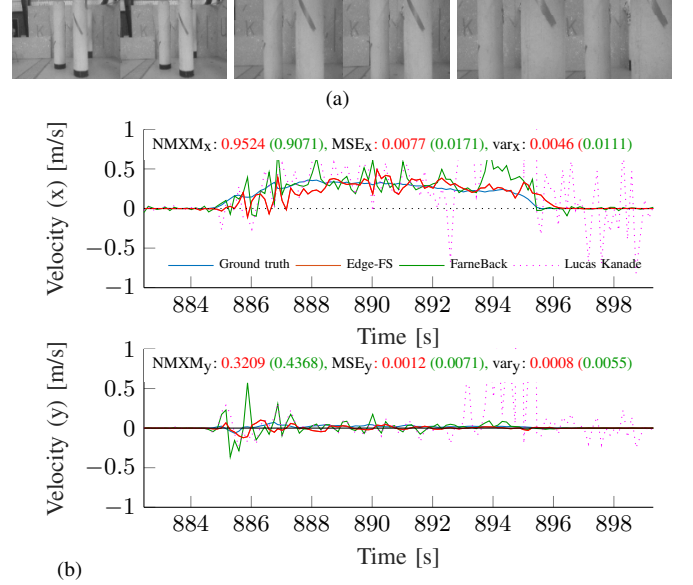 (a)
NMXMx: 0.9524 (0.9071), MSEx: 0.0077 (0.0171), varx: 0.0046 (0.0111)
Velocity (x) [m/s]
1
0.5
0
−0.5
−1
Ground truth Edge-FS FarneBack Lucas Kanade
884 886 888 890 892 894 896 898
Time [s]
NMXMy: 0.3209 (0.4368), MSEy: 0.0012 (0.0071), vary: 0.0008 (0.0055)
Velocity (y) [m/s]
1
0.5
0
−0.5
−1
884 886 888 890 892 894 896 898
Time [s]
(b)